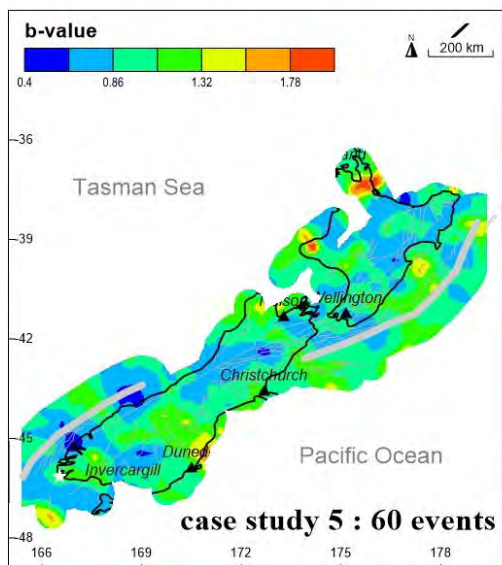 b-value
0.4 0.86 1.32 1.78
N
200 km
-36
Tasman Sea
-39
Wellington
-42
Christchurch
-45
Invercargill
Pacific Ocean
case study 5 : 60 events
-48
166 169 172 175 178